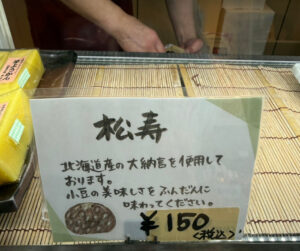 松寿
北海道産の大納言を使用して
おります。
小豆の美味しさをふんだんに
味わってください。
¥150
<税込>